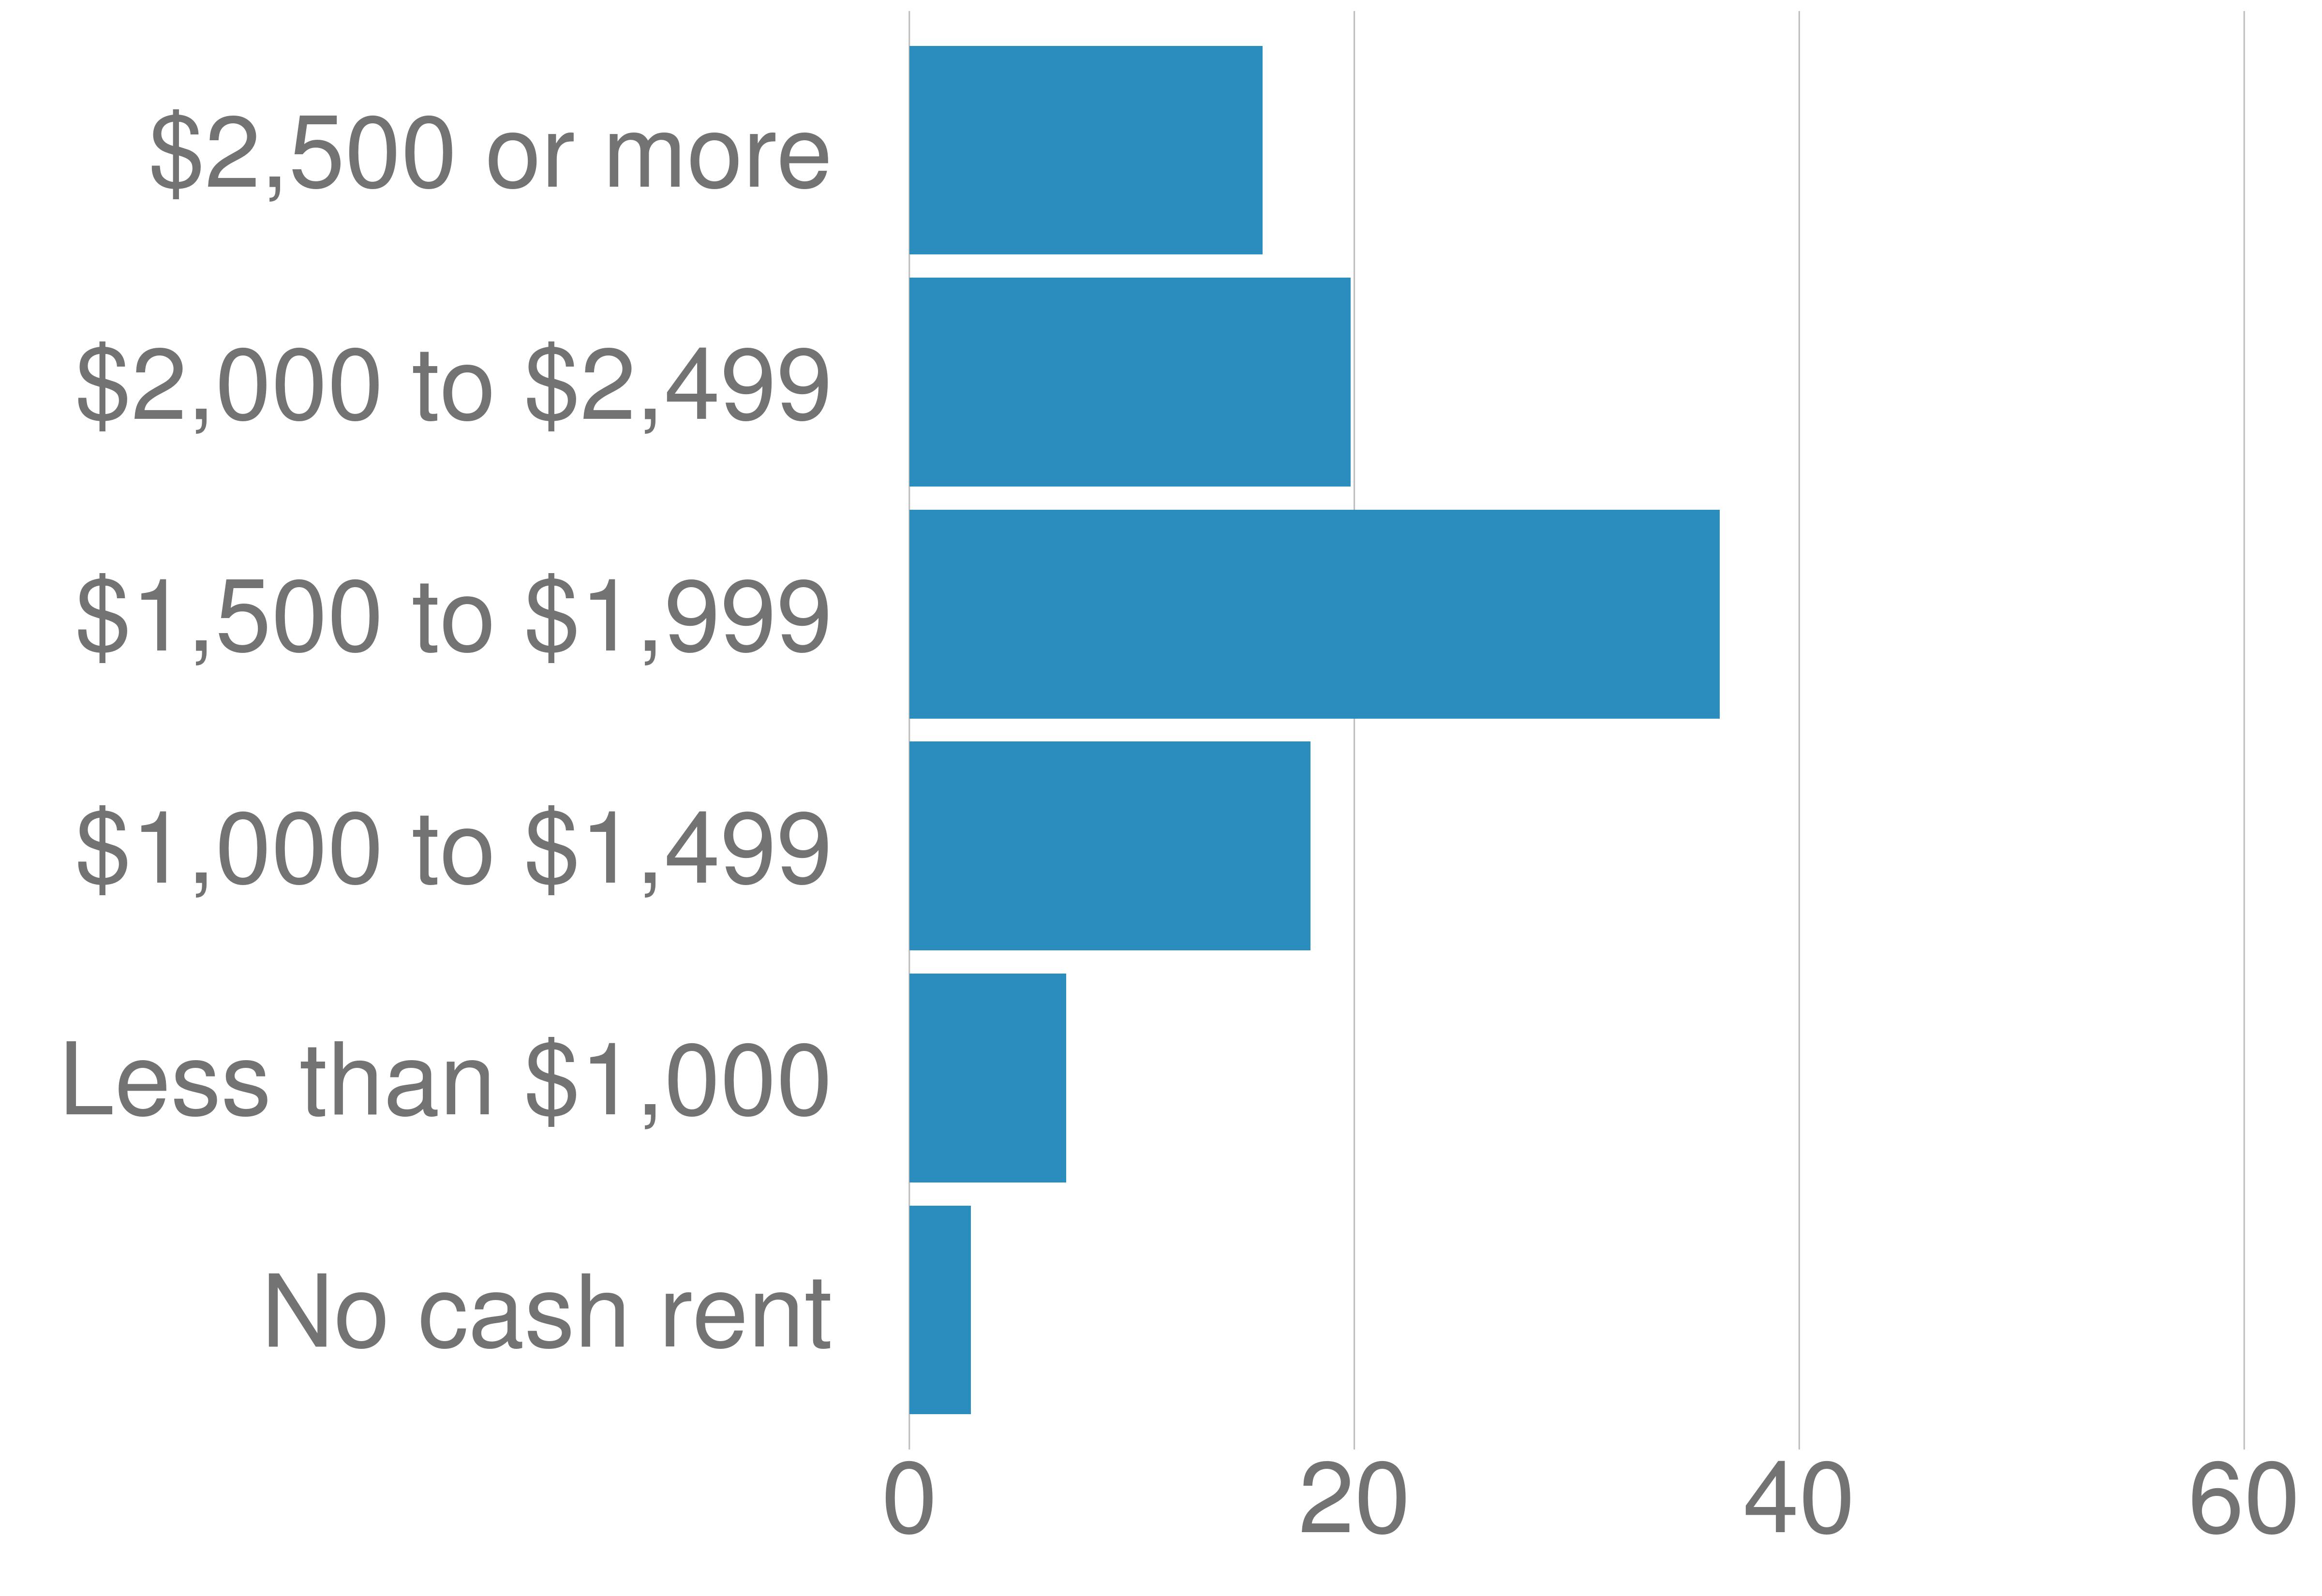 $2,500 or more
$2,000 to $2,499
$1,500 to $1,999
$1,000 to $1,499
Less than $1,000
No cash rent
0 20 40 60